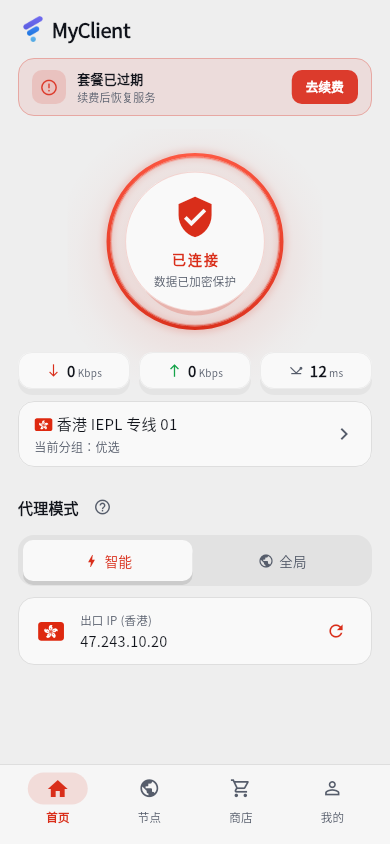 MyClient
套餐已过期
续费后恢复服务
去续费
已连接
数据已加密保护
0 Kbps
0 Kbps
12 ms
香港 IEPL 专线 01
当前分组：优选
代理模式
智能
全局
出口 IP (香港)
47.243.10.20
首页
节点
商店
我的